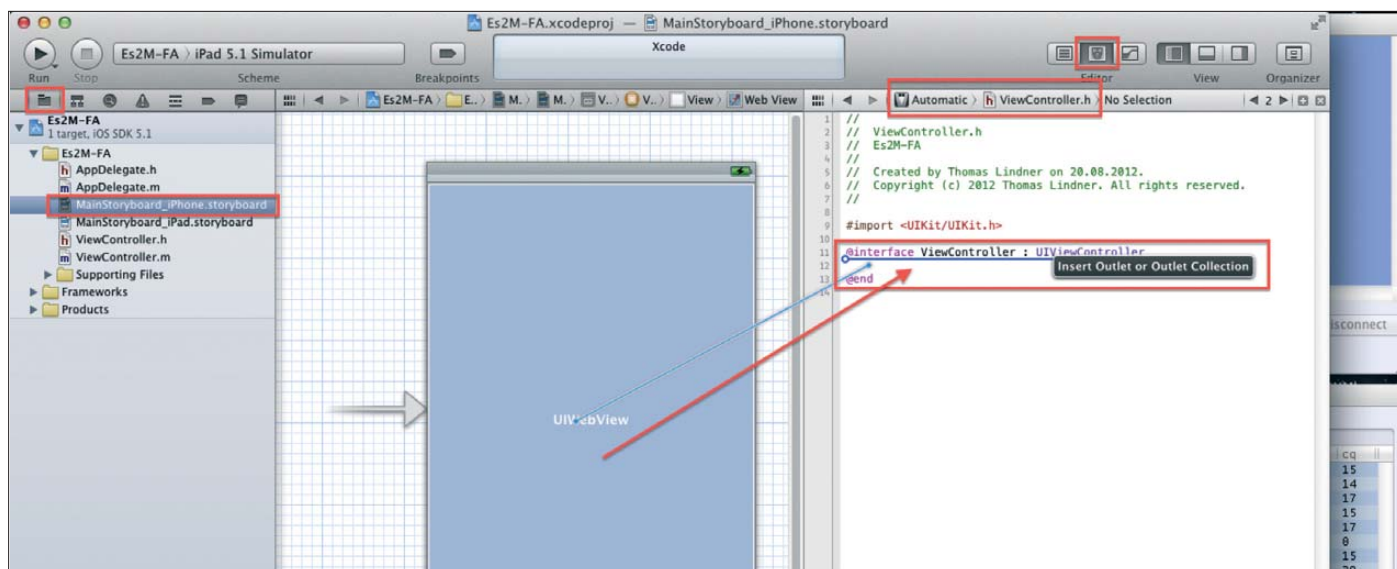 Es2M-FA.xcodeproj — MainStoryboard_iPhone.storyboard
Es2M-FA iPad 5.1 Simulator
Xcode
Run Stop Scheme Breakpoints Editor View Organizer
Es2M-FA E.. M. M. V.. V.. View Web View
Automatic h ViewController.h No Selection 2
Es2M-FA
1 target, iOS SDK 5.1
Es2M-FA
h AppDelegate.h
m AppDelegate.m
MainStoryboard_iPhone.storyboard
MainStoryboard_iPad.storyboard
h ViewController.h
m ViewController.m
Supporting Files
Frameworks
Products
UIWebView
1 //
2 // ViewController.h
3 // Es2M-FA
4 //
5 // Created by Thomas Lindner on 20.08.2012.
6 // Copyright (c) 2012 Thomas Lindner. All rights reserved.
7 //
8
9 #import <UIKit/UIKit.h>
10
11 @interface ViewController : UIViewController
12
Insert Outlet or Outlet Collection
13 @end
14
isconnect
cq
15
14
17
15
17
0
15